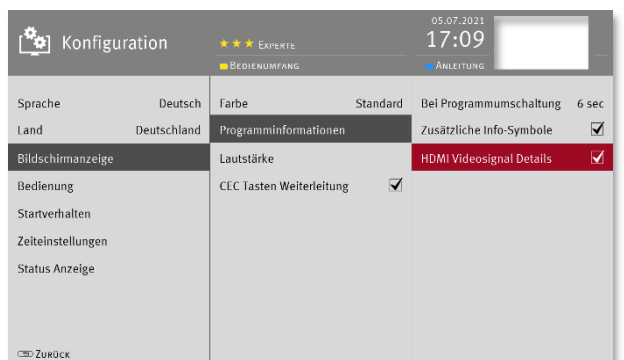 05.07.2021
Konfiguration
★★★ EXPERTE
17:09
BEDIENUMFANG
ANLEITUNG
Sprache Deutsch
Farbe Standard
Bei Programmumschaltung 6 sec
Land Deutschland
Programminformationen
Zusätzliche Info-Symbole
Bildschirmanzeige
Lautstärke
HDMI Videosignal Details
Bedienung
CEC Tasten Weiterleitung
Startverhalten
Zeiteinstellungen
Status Anzeige
ZURÜCK